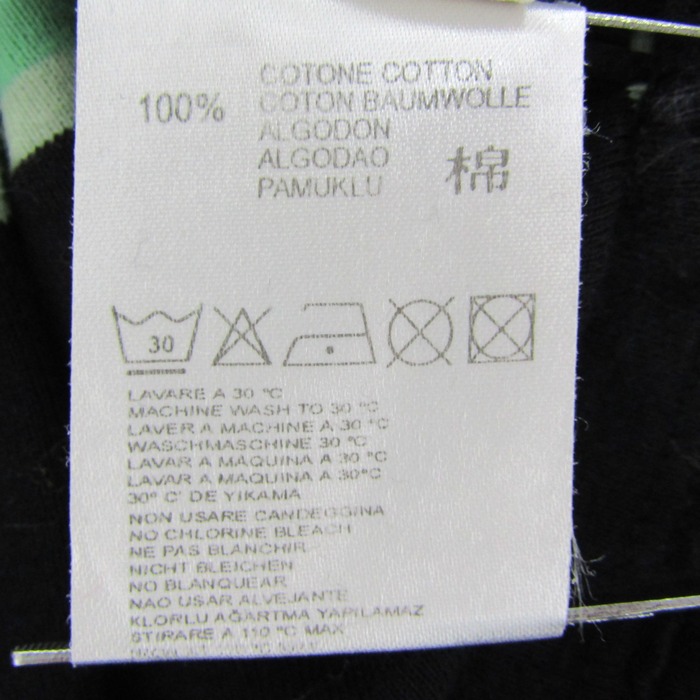 100%
COTONE COTTON
COTON BAUMWOLLE
ALGODON
ALGODAO
PAMUKLU
棉
30
LAVARE A 30 °C
MACHINE WASH TO 30 °C
LAVER A MACHINE A 30 °C
WASCHMASCHINE 30 °C
LAVAR A MAQUINA A 30 °C
LAVAR A MAQUINA A 30°C
30° C' DE YIKAMA
NON USARE CANDEGGINA
NO CHLORINE BLEACH
NE PAS BLANCHIR
NICHT BLEICHEN
NO BLANQUEAR
NAO USAR ALVEJANTE
KLORLU AĞARTMA YAPILAMAZ
STIRARE A 110 °C MAX